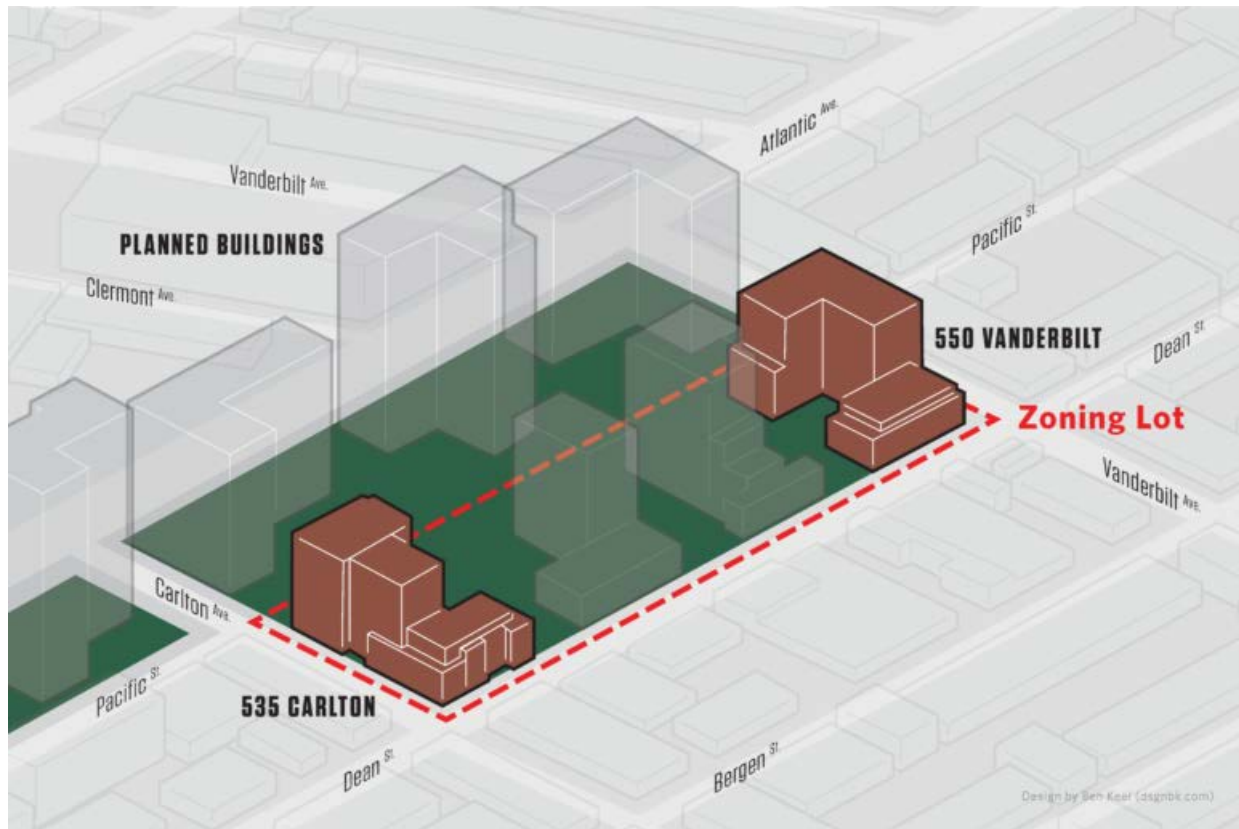 Atlantic Ave.
Vanderbilt Ave.
Pacific St.
PLANNED BUILDINGS
Clermont Ave.
550 VANDERBILT
Dean St.
Zoning Lot
Vanderbilt Ave.
Carlton Ave.
Pacific St.
535 CARLTON
Dean St.
Bergen St.
Design by Ben Keel (dsgnbk.com)